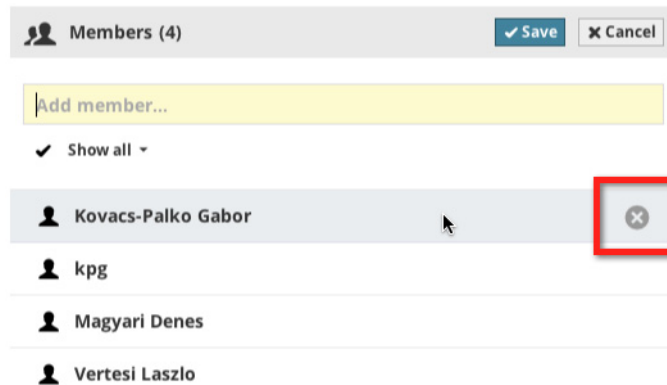 Members (4)
Save
Cancel
Add member...
Show all
Kovacs-Palko Gabor
kpg
Magyari Denes
Vertesi Laszlo